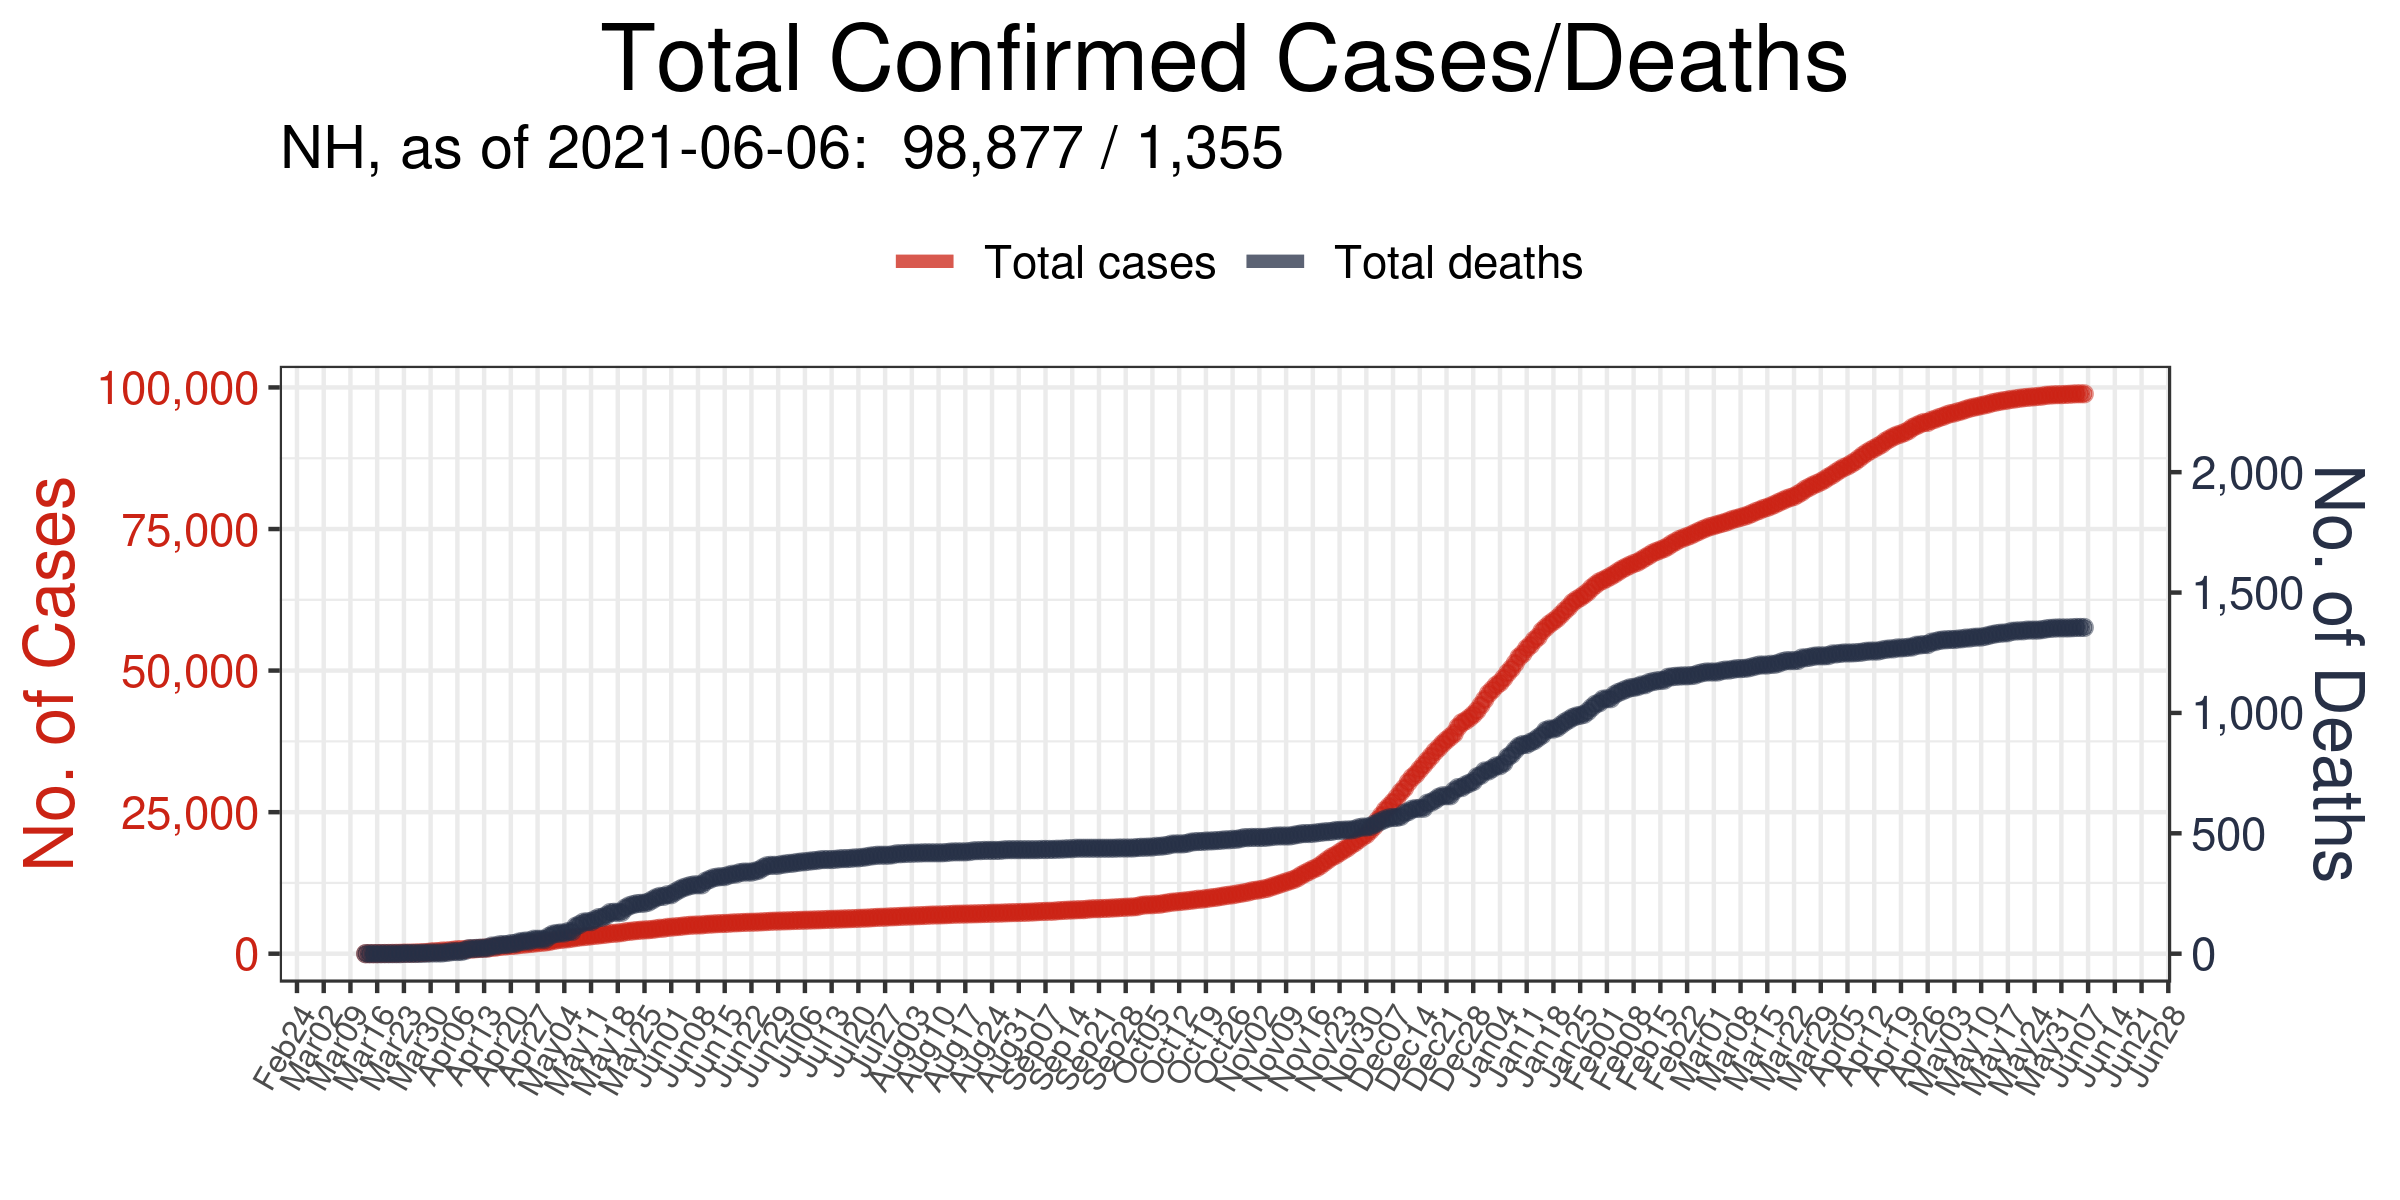 Total Confirmed Cases/Deaths
NH, as of 2021-06-06:  98,877 / 1,355
Total cases
Total deaths
No. of Cases
100,000
75,000
50,000
25,000
0
2,000
1,500
1,000
500
0
No. of Deaths
Feb24
Mar02
Mar09
Mar16
Mar23
Mar30
Apr06
Apr13
Apr20
Apr27
May04
May11
May18
May25
Jun01
Jun08
Jun15
Jun22
Jun29
Jul06
Jul13
Jul20
Jul27
Aug03
Aug10
Aug17
Aug24
Aug31
Sep07
Sep14
Sep21
Sep28
Oct05
Oct12
Oct19
Oct26
Nov02
Nov09
Nov16
Nov23
Nov30
Dec07
Dec14
Dec21
Dec28
Jan04
Jan11
Jan18
Jan25
Feb01
Feb08
Feb15
Feb22
Mar01
Mar08
Mar15
Mar22
Mar29
Apr05
Apr12
Apr19
Apr26
May03
May10
May17
May24
May31
Jun07
Jun14
Jun21
Jun28